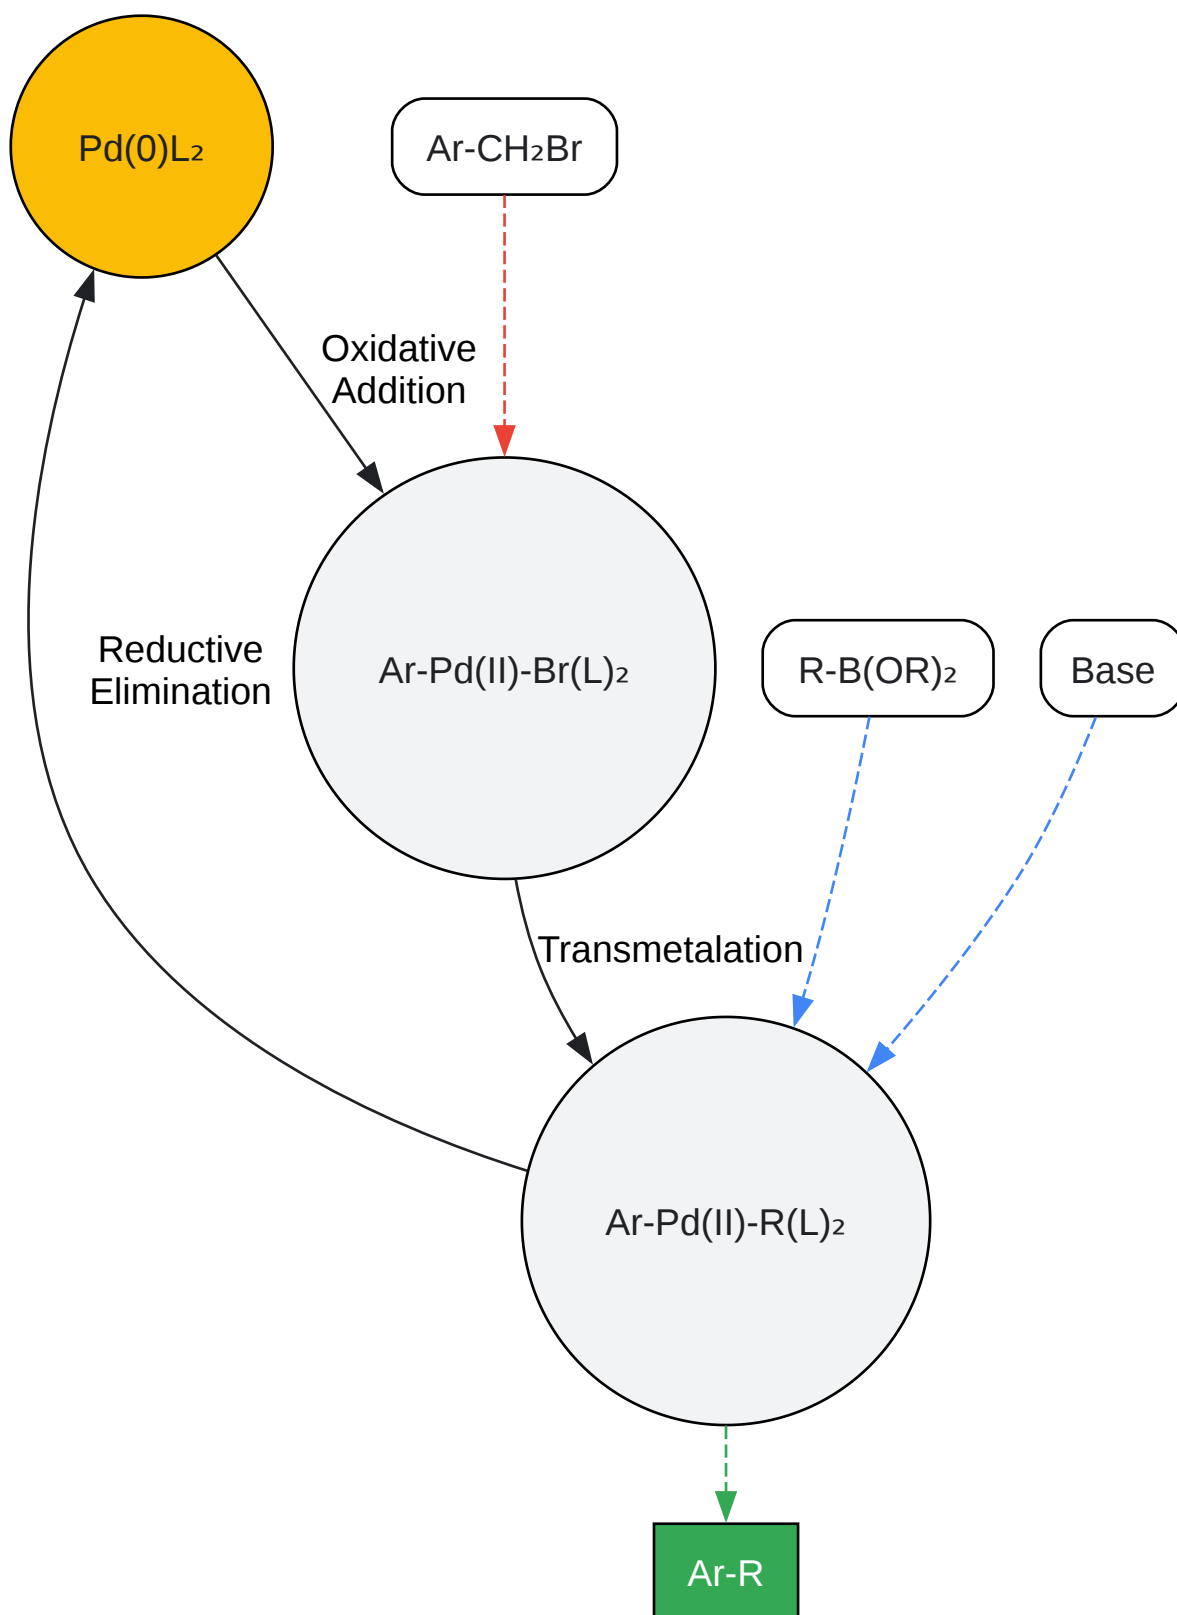 Pd(0)L₂
Ar-CH₂Br
Oxidative
Addition
Reductive
Elimination
Ar-Pd(II)-Br(L)₂
R-B(OR)₂
Base
Transmetalation
Ar-Pd(II)-R(L)₂
Ar-R